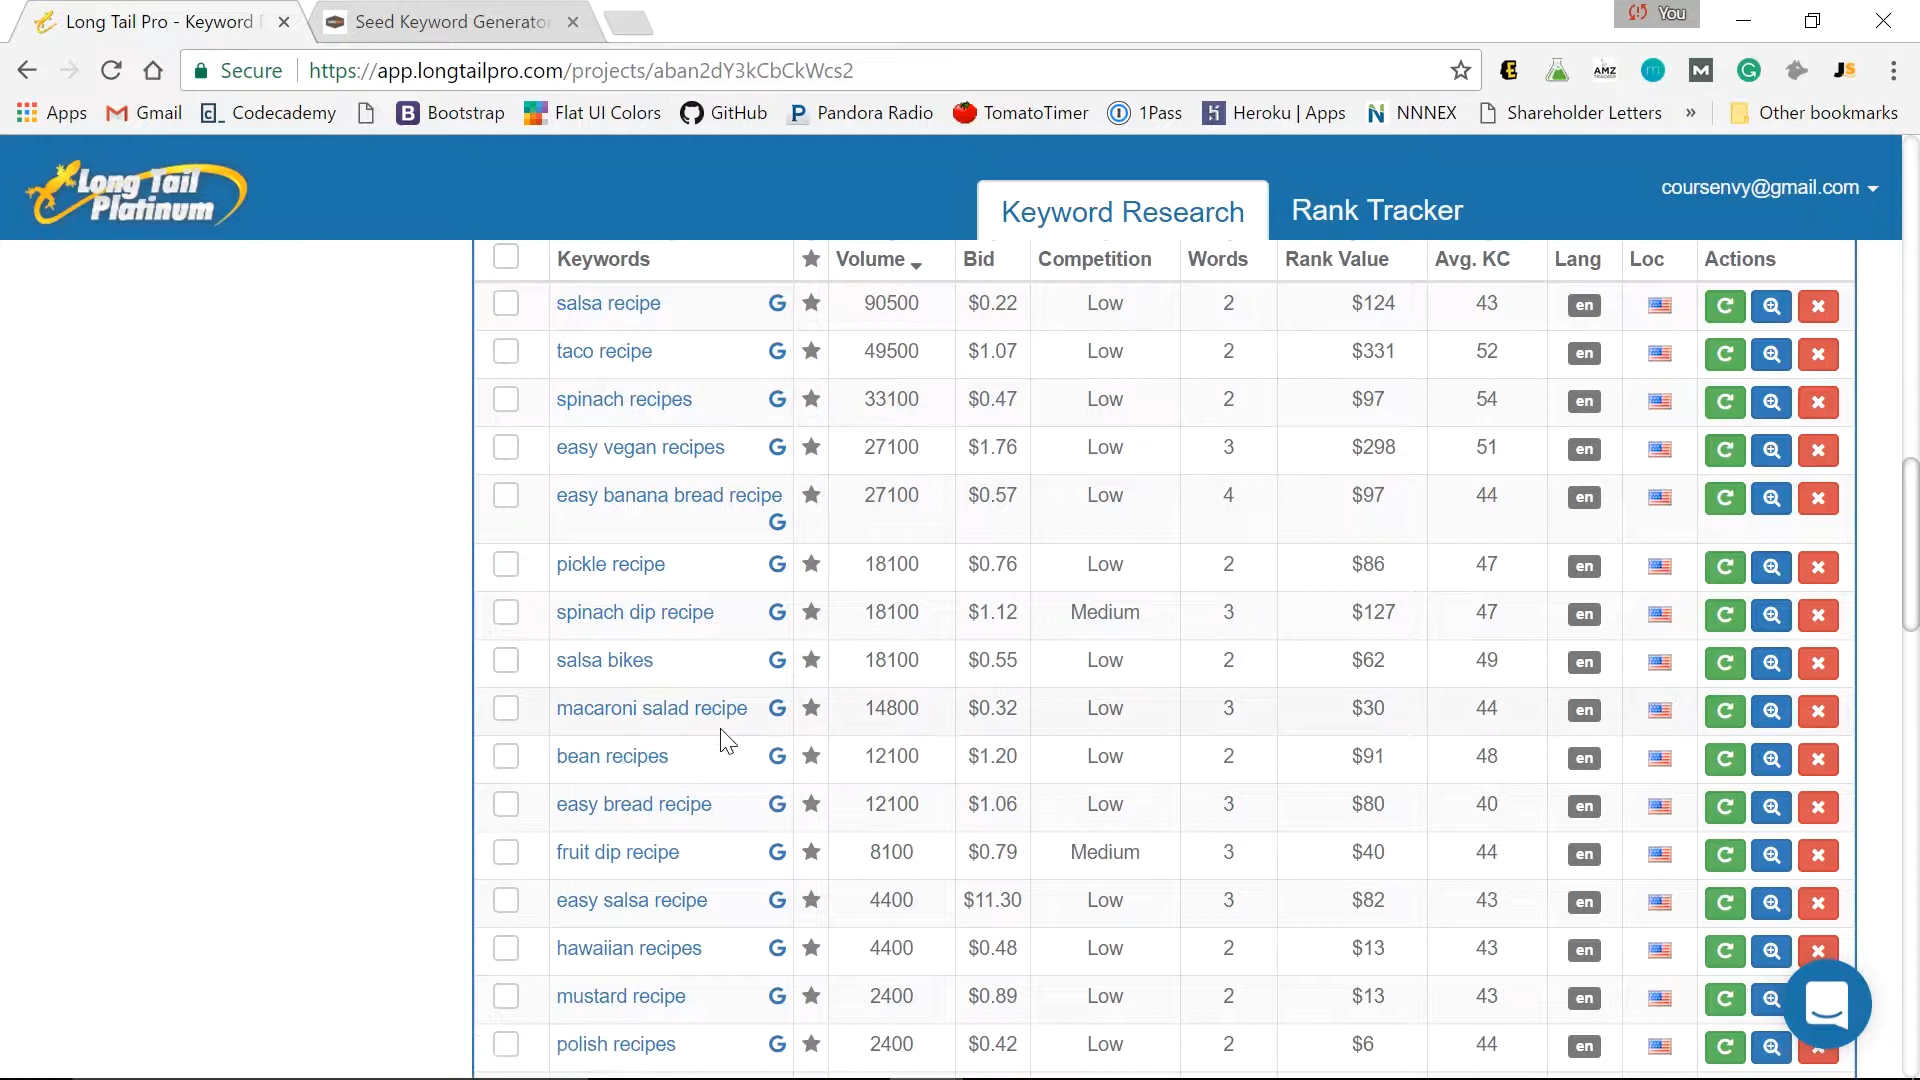 Long Tail Pro - Keyword
Seed Keyword Generato
You
Secure https://app.longtailpro.com/projects/aban2dY3kCbCkWcs2
AMZ
TRACKER
m
M
JS
Apps Gmail Codecademy Bootstrap Flat UI Colors GitHub Pandora Radio TomatoTimer 1Pass Heroku | Apps NNNEX Shareholder Letters » Other bookmarks
Long Tail
Platinum
Keyword Research
Rank Tracker
coursenvy@gmail.com
Keywords Volume Bid Competition Words Rank Value Avg. KC Lang Loc Actions
salsa recipe G 90500 $0.22 Low 2 $124 43 en
taco recipe G 49500 $1.07 Low 2 $331 52 en
spinach recipes G 33100 $0.47 Low 2 $97 54 en
easy vegan recipes G 27100 $1.76 Low 3 $298 51 en
easy banana bread recipe G 27100 $0.57 Low 4 $97 44 en
pickle recipe G 18100 $0.76 Low 2 $86 47 en
spinach dip recipe G 18100 $1.12 Medium 3 $127 47 en
salsa bikes G 18100 $0.55 Low 2 $62 49 en
macaroni salad recipe G 14800 $0.32 Low 3 $30 44 en
bean recipes G 12100 $1.20 Low 2 $91 48 en
easy bread recipe G 12100 $1.06 Low 3 $80 40 en
fruit dip recipe G 8100 $0.79 Medium 3 $40 44 en
easy salsa recipe G 4400 $11.30 Low 3 $82 43 en
hawaiian recipes G 4400 $0.48 Low 2 $13 43 en
mustard recipe G 2400 $0.89 Low 2 $13 43 en
polish recipes G 2400 $0.42 Low 2 $6 44 en